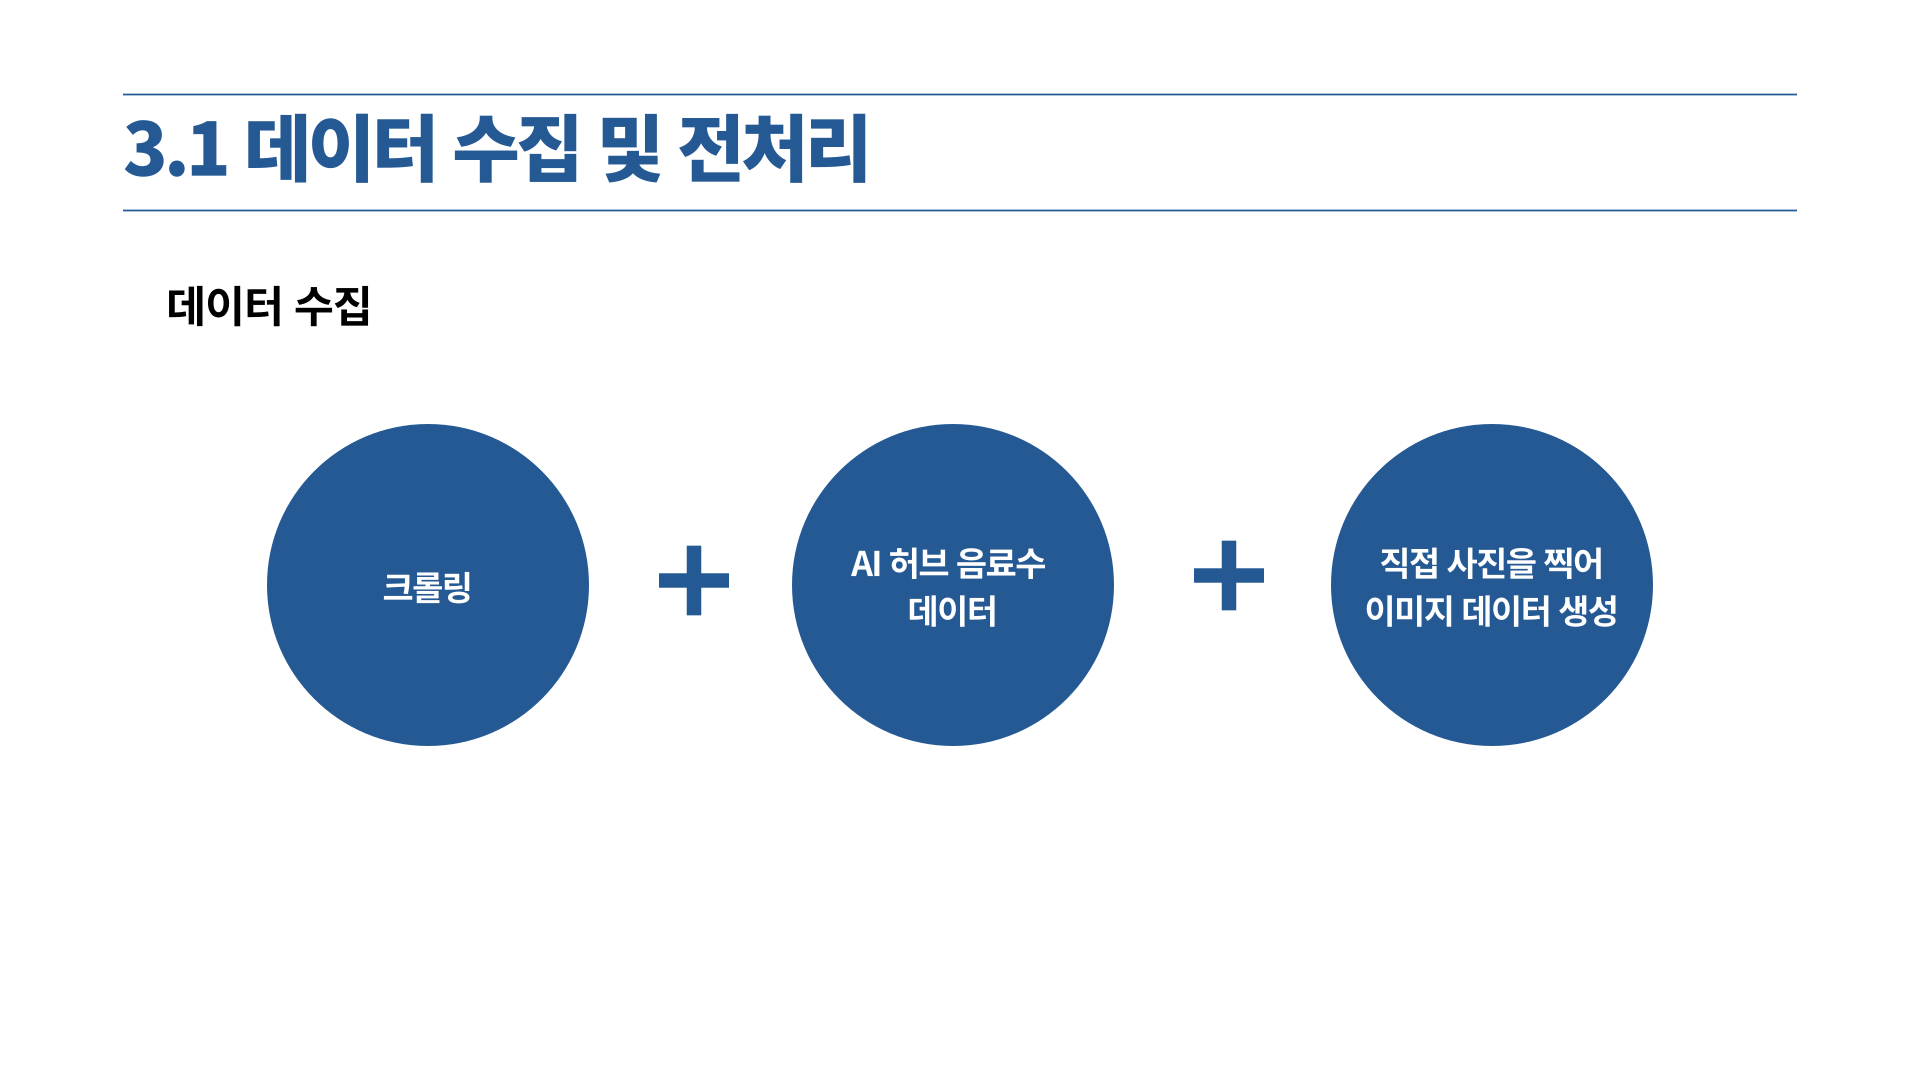 3.1 데이터 수집 및 전처리
데이터 수집
크롤링
+
AI 허브 음료수
데이터
+
직접 사진을 찍어
이미지 데이터 생성